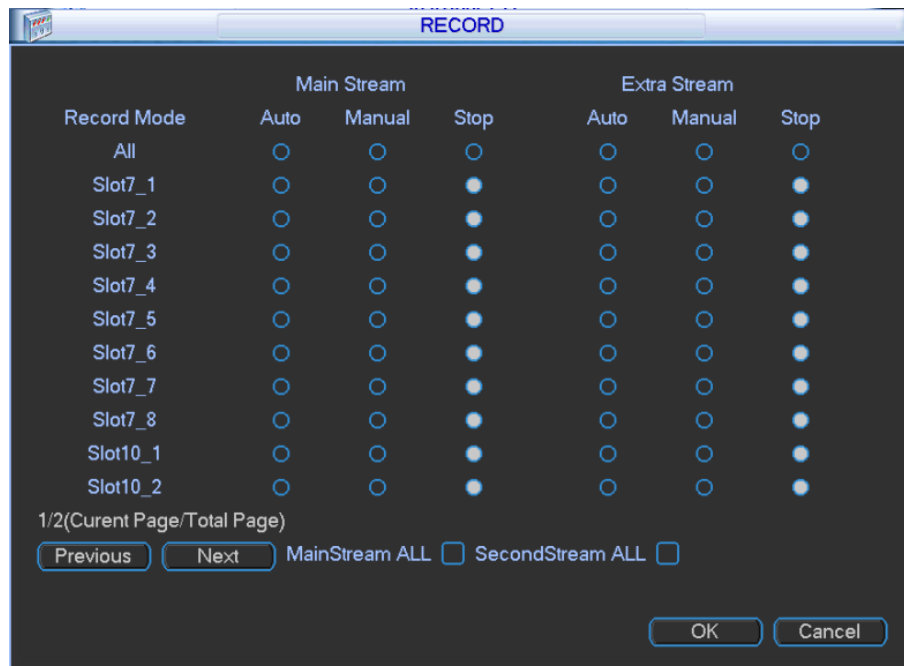 RECORD
Main Stream Extra Stream
Record Mode Auto Manual Stop Auto Manual Stop
All
Slot7_1
Slot7_2
Slot7_3
Slot7_4
Slot7_5
Slot7_6
Slot7_7
Slot7_8
Slot10_1
Slot10_2
1/2(Curent Page/Total Page)
Previous Next MainStream ALL SecondStream ALL
OK Cancel